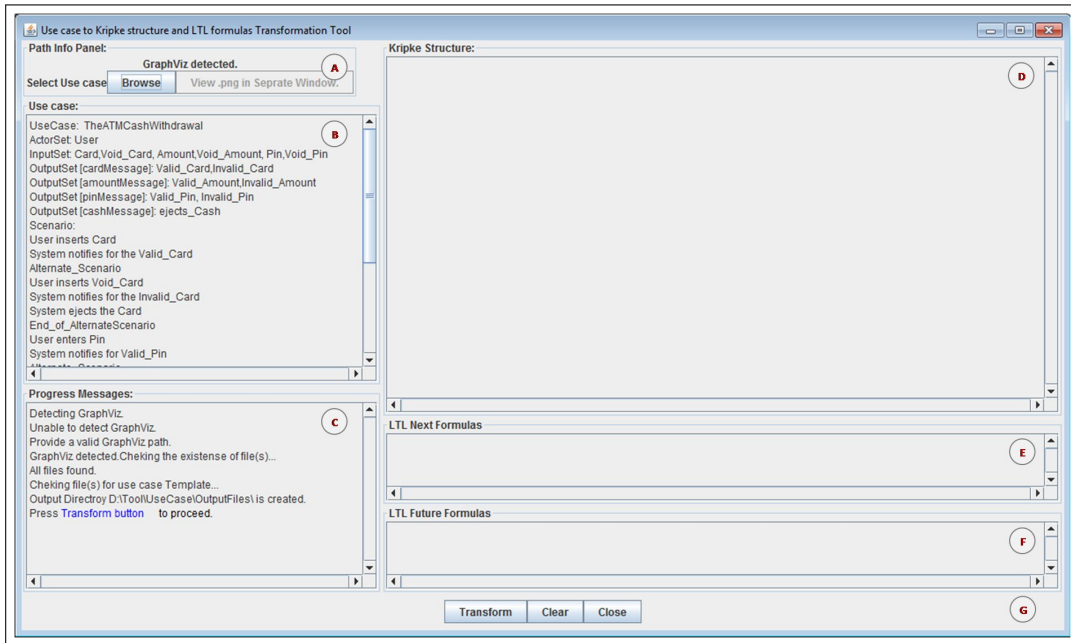 Use case to Kripke structure and LTL formulas Transformation Tool
Path Info Panel:
GraphViz detected.
A
Select Use case Browse View .png in Seprate Window.
Use case:
B
UseCase: TheATMCashWithdrawal
ActorSet: User
InputSet: Card,Void_Card, Amount,Void_Amount, Pin,Void_Pin
OutputSet [cardMessage]: Valid_Card,Invalid_Card
OutputSet [amountMessage]: Valid_Amount,Invalid_Amount
OutputSet [pinMessage]: Valid_Pin, Invalid_Pin
OutputSet [cashMessage]: ejects_Cash
Scenario:
User inserts Card
System notifies for the Valid_Card
Alternate_Scenario
User inserts Void_Card
System notifies for the Invalid_Card
System ejects the Card
End_of_AlternateScenario
User enters Pin
System notifies for Valid_Pin
Alternate_Scenario
Progress Messages:
C
Detecting GraphViz.
Unable to detect GraphViz.
Provide a valid GraphViz path.
GraphViz detected.Cheking the existense of file(s)...
All files found.
Cheking file(s) for use case Template...
Output Directroy D:\Tool\UseCase\OutputFiles\ is created.
Press Transform button to proceed.
Kripke Structure:
D
LTL Next Formulas
E
LTL Future Formulas
F
Transform Clear Close
G